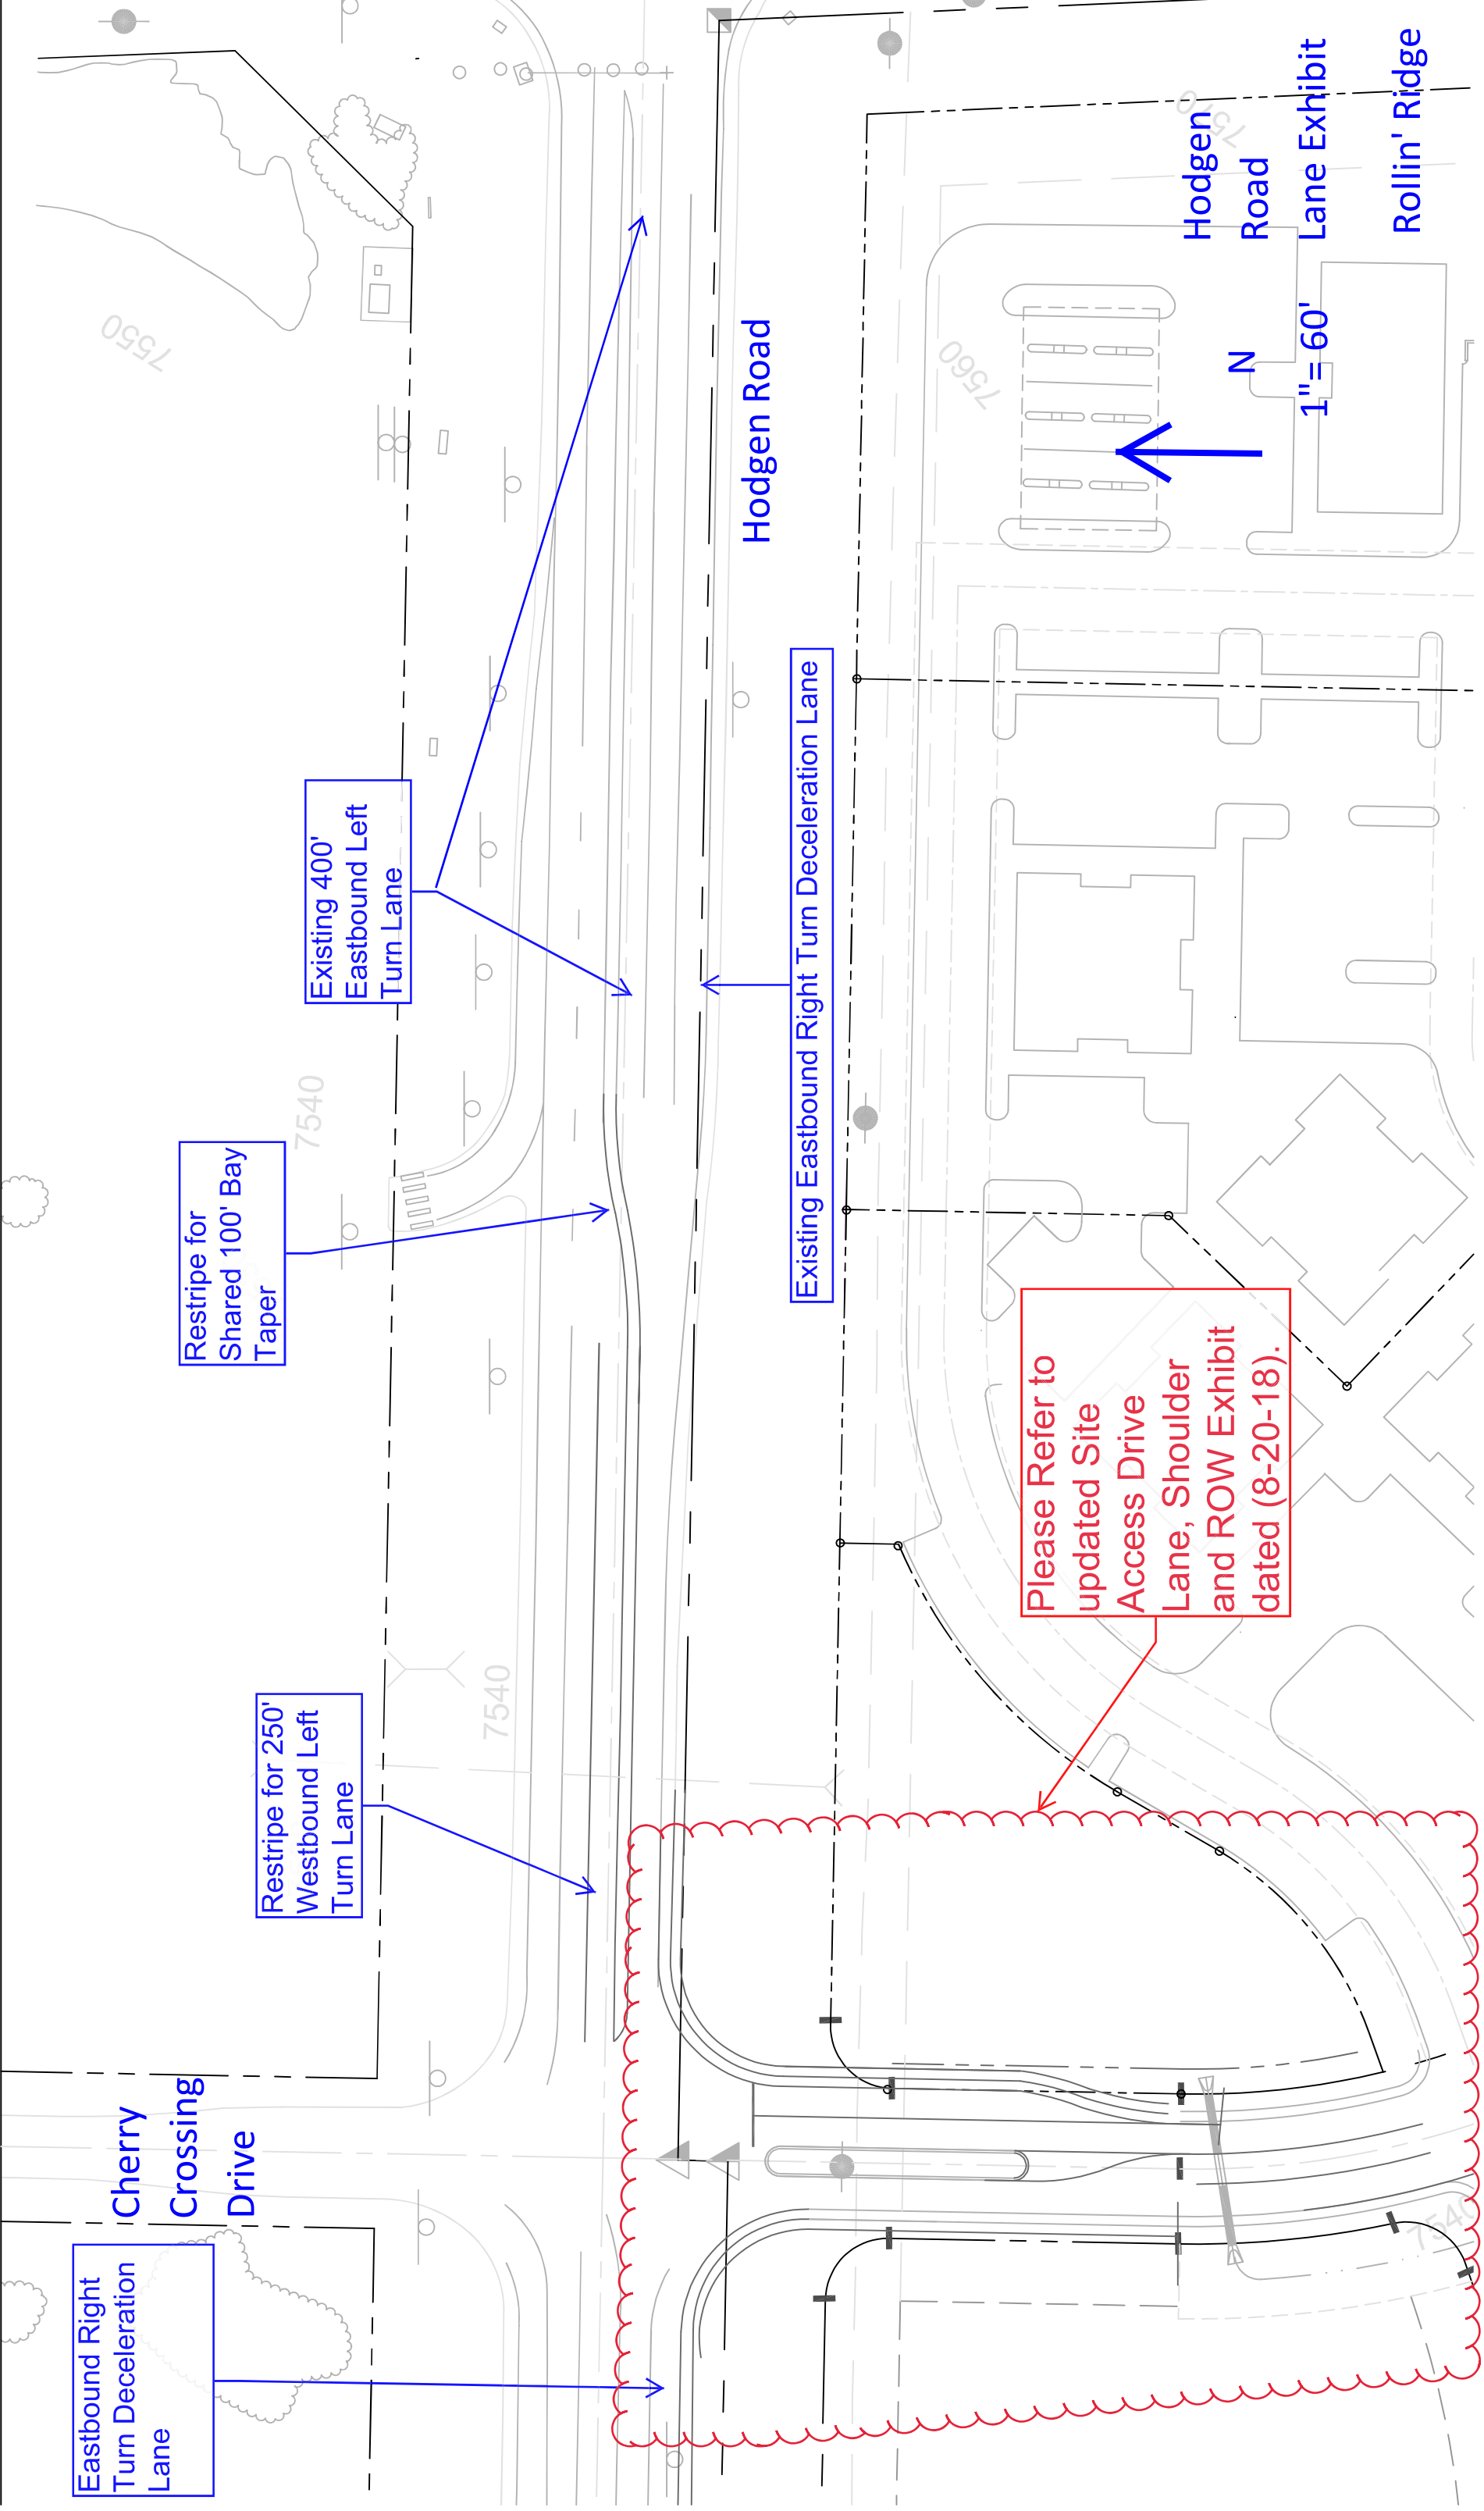 Cherry
Crossing
Drive
Eastbound Right
Turn Deceleration
Lane
Restripe for 250'
Westbound Left
Turn Lane
Restripe for
Shared 100' Bay
Taper
Existing 400'
Eastbound Left
Turn Lane
Hodgen Road
Existing Eastbound Right Turn Deceleration Lane
Please Refer to
updated Site
Access Drive
Lane, Shoulder
and ROW Exhibit
dated (8-20-18).
N
1"= 60'
Hodgen
Road
Lane Exhibit
Rollin' Ridge
7550
7540
7540
7560
7570
7540